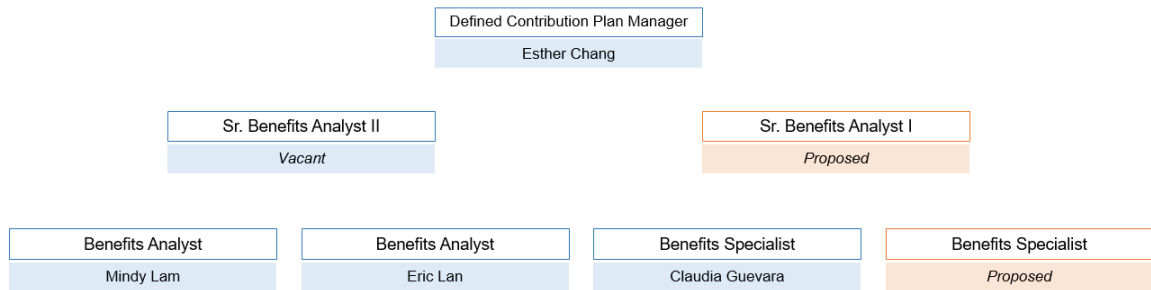 Defined Contribution Plan Manager
Esther Chang
Sr. Benefits Analyst II
Vacant
Sr. Benefits Analyst I
Proposed
Benefits Analyst
Mindy Lam
Benefits Analyst
Eric Lan
Benefits Specialist
Claudia Guevara
Benefits Specialist
Proposed